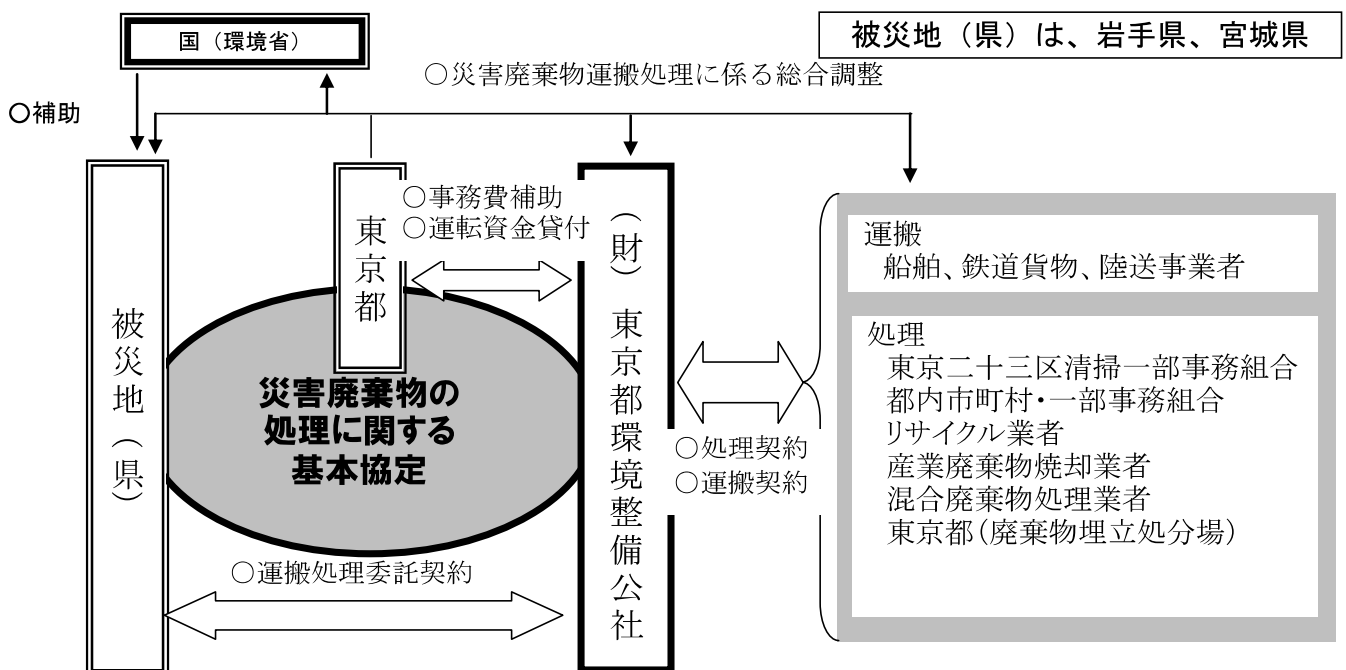 国（環境省）
被災地（県）は、岩手県、宮城県
○災害廃棄物運搬処理に係る総合調整
○補助
被災地（県）
東京都
○事務費補助
○運転資金貸付
（財）東京都環境整備公社
災害廃棄物の
処理に関する
基本協定
○運搬処理委託契約
○処理契約
○運搬契約
運搬
船舶、鉄道貨物、陸送事業者
処理
東京二十三区清掃一部事務組合
都内市町村・一部事務組合
リサイクル業者
産業廃棄物焼却業者
混合廃棄物処理業者
東京都（廃棄物埋立処分場）